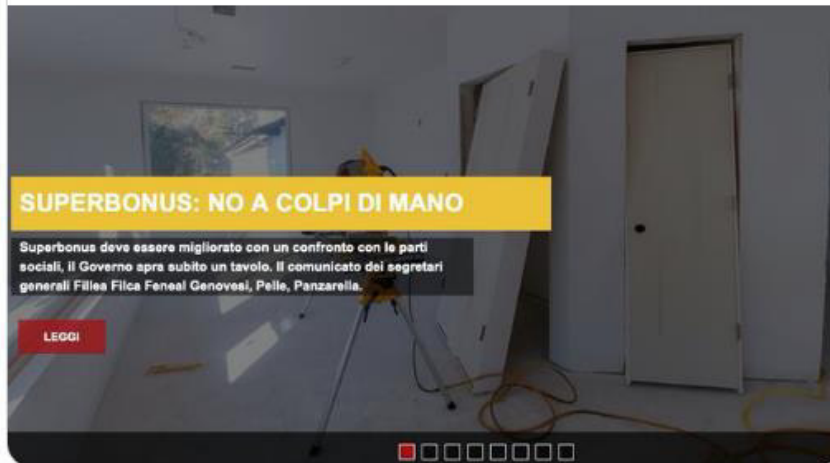 SUPERBONUS: NO A COLPI DI MANO
Superbonus deve essere migliorato con un confronto con le parti
sociali, il Governo apra subito un tavolo. Il comunicato dei segretari
generali Fillea Filca Feneal Genovesi, Pelle, Panzarella.
LEGGI